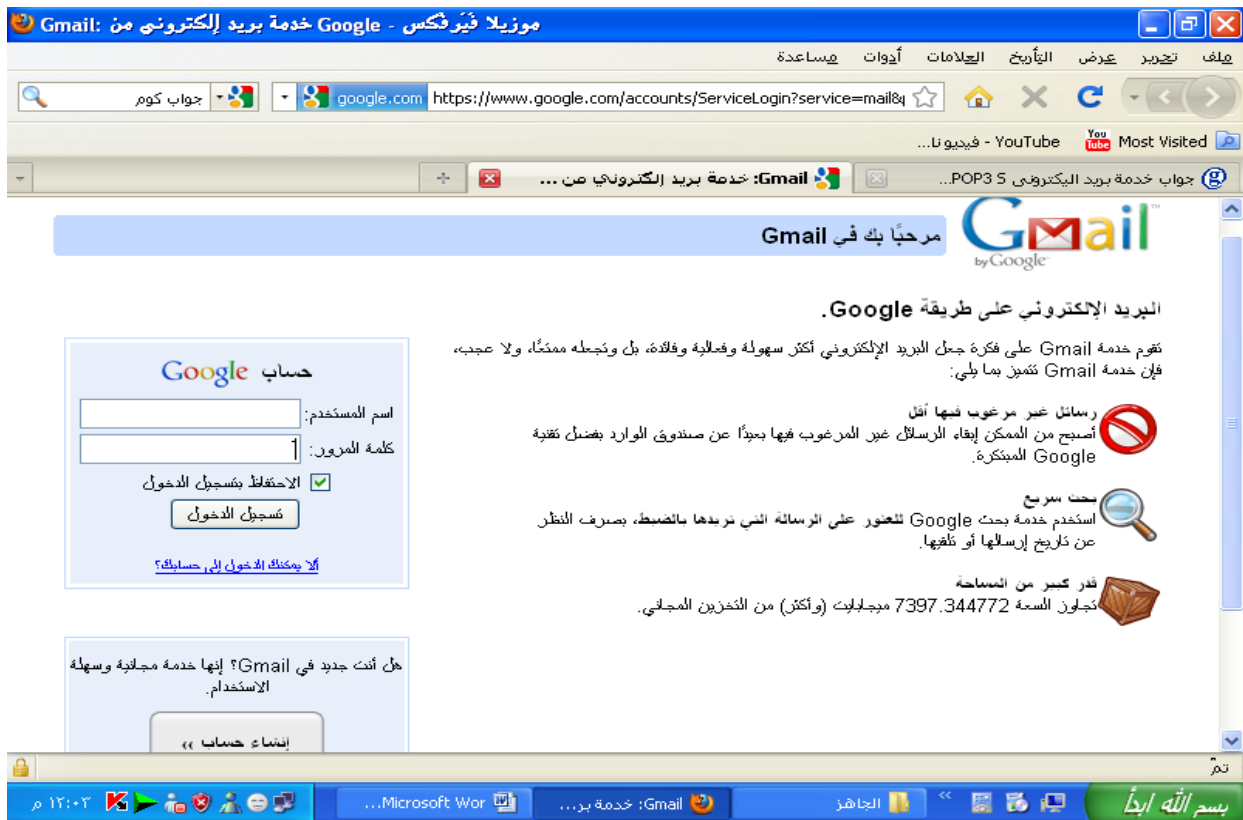 Gmail: خدمة بريد إلكتروني من Google - موزيلا فَيَرفُكس
ملف تحرير عرض التأريخ العلامات أدوات مساعدة
https://www.google.com/accounts/ServiceLogin?service=mail&
google.com
جواب كوم
Most Visited
YouTube - فيديو نا...
جواب خدمة بريد اليكترونى POP3 S...
Gmail: خدمة بريد إلكتروني من ...
Gmail
by Google
TM
مرحبًا بك في Gmail
البريد الإلكتروني على طريقة Google.
تقوم خدمة Gmail على فكرة جعل البريد الإلكتروني أكثر سهولة وفعالية وفائدة، بل وتجعله ممتعًا، ولا عجب،
فإن خدمة Gmail تتميز بما يلي:
رسائل غير مرغوب فيها أقل
أصبح من الممكن إبقاء الرسائل غير المرغوب فيها بعيدًا عن صندوق الوارد بفضل تقنية
Google المبتكرة.
بحث سريع
استخدم خدمة بحث Google للعثور على الرسالة التي تريدها بالضبط، بصرف النظر
عن تاريخ إرسالها أو تلقيها.
قدر كبير من المساحة
تجاوز السعة 7397.344772 ميجابايت (وأكثر) من التخزين المجاني.
حساب Google
اسم المستخدم:
كلمة المرور:
الاحتفاظ بتسجيل الدخول
تسجيل الدخول
ألا يمكنك الدخول إلى حسابك؟
هل أنت جديد في Gmail؟ إنها خدمة مجانية وسهلة
الاستخدام.
إنشاء حساب »
تمّ
بسم الله ابدأ
الجاهز
Gmail: خدمة بر...
Microsoft Wor...
١٢:٠٣ م